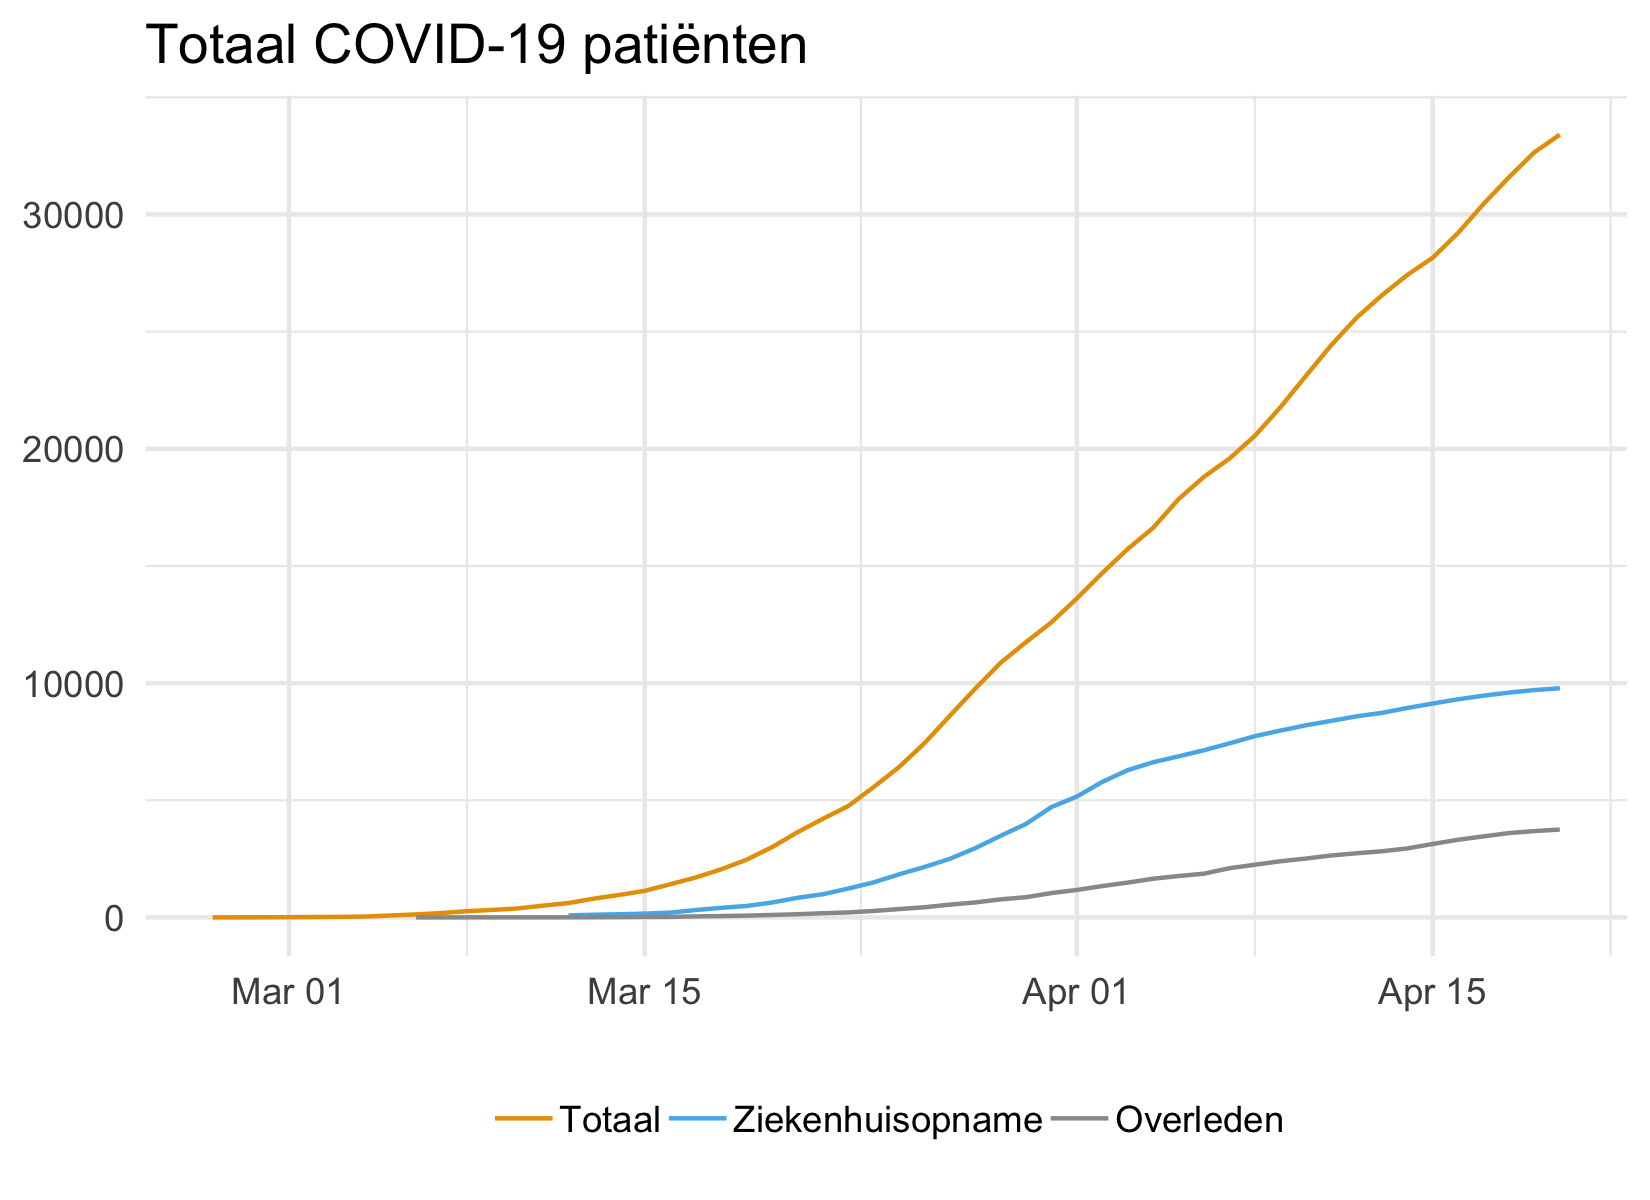 Totaal COVID-19 patiënten
30000
20000
10000
0
Mar 01 Mar 15 Apr 01 Apr 15
Totaal Ziekenhuisopname Overleden